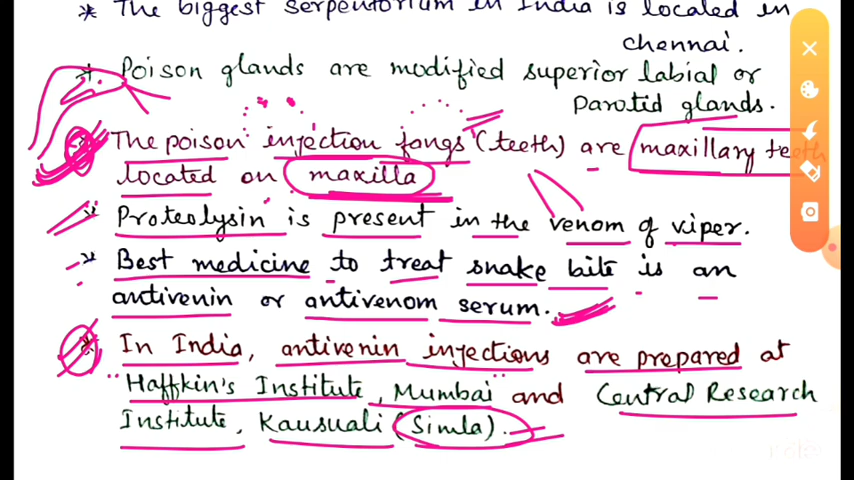 * The biggest serpentorium in India is located in
chennai.
* Poison glands are modified superior labial or
parotid glands.
* The poison injection fangs (teeth) are maxillary teeth
located on maxilla
* Proteolysin is present in the venom of viper.
* Best medicine to treat snake bite is an
antivenin or antivenom serum.
* In India, antivenin injections are prepared at
"Haffkin's Institute, Mumbai" and Central Research
Institute, Kausuali (Simla).